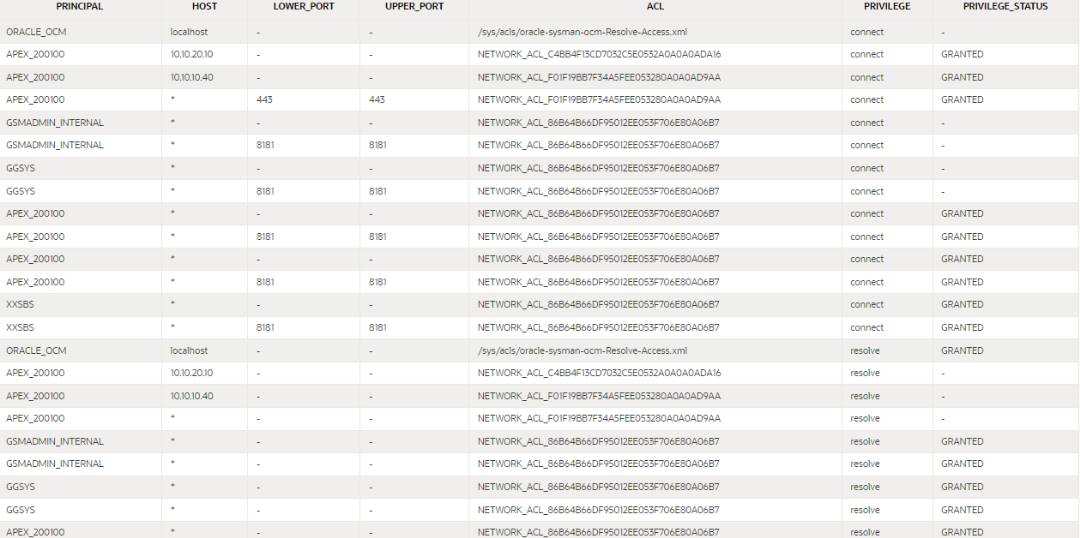 PRINCIPAL HOST LOWER_PORT UPPER_PORT ACL PRIVILEGE PRIVILEGE_STATUS
ORACLE_OCM localhost - - /sys/acls/oracle-sysman-ocm-Resolve-Access.xml connect -
APEX_200100 10.10.20.10 - - NETWORK_ACL_C4BB4F13CD7032C5E0532A0A0A0ADA16 connect GRANTED
APEX_200100 10.10.10.40 - - NETWORK_ACL_F01F19BB7F34A5FEE053280A0A0AD9AA connect GRANTED
APEX_200100 * 443 443 NETWORK_ACL_F01F19BB7F34A5FEE053280A0A0AD9AA connect GRANTED
GSMADMIN_INTERNAL * - - NETWORK_ACL_86B64B66DF95012EE053F706E80A06B7 connect -
GSMADMIN_INTERNAL * 8181 8181 NETWORK_ACL_86B64B66DF95012EE053F706E80A06B7 connect -
GGSYS * - - NETWORK_ACL_86B64B66DF95012EE053F706E80A06B7 connect -
GGSYS * 8181 8181 NETWORK_ACL_86B64B66DF95012EE053F706E80A06B7 connect -
APEX_200100 * - - NETWORK_ACL_86B64B66DF95012EE053F706E80A06B7 connect GRANTED
APEX_200100 * 8181 8181 NETWORK_ACL_86B64B66DF95012EE053F706E80A06B7 connect GRANTED
APEX_200100 * - - NETWORK_ACL_86B64B66DF95012EE053F706E80A06B7 connect GRANTED
APEX_200100 * 8181 8181 NETWORK_ACL_86B64B66DF95012EE053F706E80A06B7 connect GRANTED
XXSBS * - - NETWORK_ACL_86B64B66DF95012EE053F706E80A06B7 connect GRANTED
XXSBS * 8181 8181 NETWORK_ACL_86B64B66DF95012EE053F706E80A06B7 connect GRANTED
ORACLE_OCM localhost - - /sys/acls/oracle-sysman-ocm-Resolve-Access.xml resolve GRANTED
APEX_200100 10.10.20.10 - - NETWORK_ACL_C4BB4F13CD7032C5E0532A0A0A0ADA16 resolve -
APEX_200100 10.10.10.40 - - NETWORK_ACL_F01F19BB7F34A5FEE053280A0A0AD9AA resolve -
APEX_200100 * - - NETWORK_ACL_F01F19BB7F34A5FEE053280A0A0AD9AA resolve -
GSMADMIN_INTERNAL * - - NETWORK_ACL_86B64B66DF95012EE053F706E80A06B7 resolve GRANTED
GSMADMIN_INTERNAL * - - NETWORK_ACL_86B64B66DF95012EE053F706E80A06B7 resolve GRANTED
GGSYS * - - NETWORK_ACL_86B64B66DF95012EE053F706E80A06B7 resolve GRANTED
GGSYS * - - NETWORK_ACL_86B64B66DF95012EE053F706E80A06B7 resolve GRANTED
APEX_200100 * - - NETWORK_ACL_86B64B66DF95012EE053F706E80A06B7 resolve GRANTED